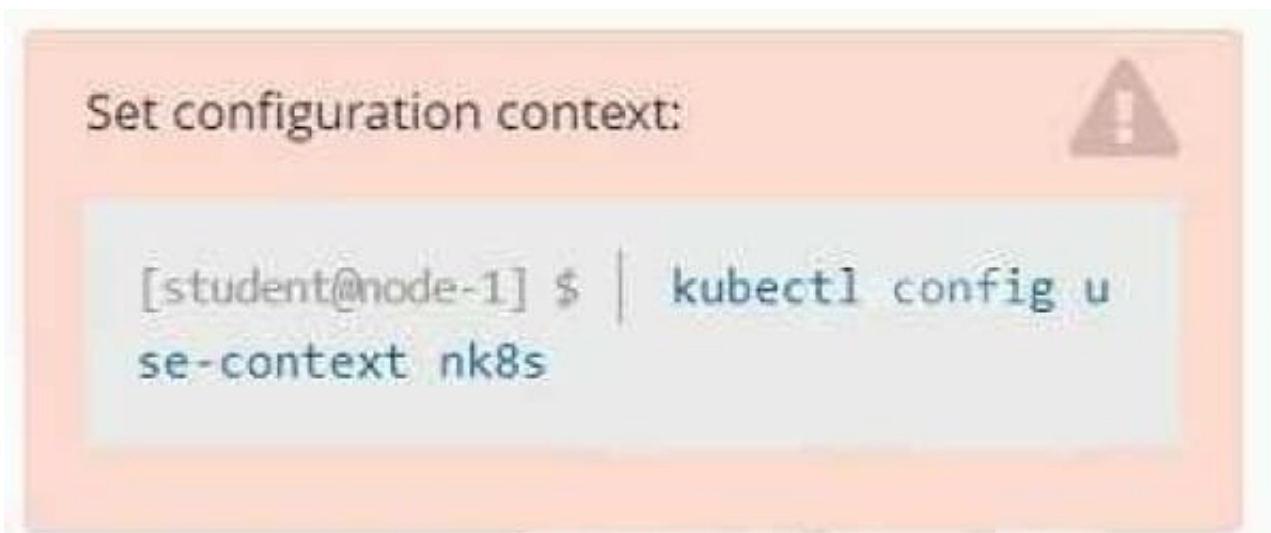 Set configuration context:
[student@node-1] $ | kubectl config u
se-context nk8s